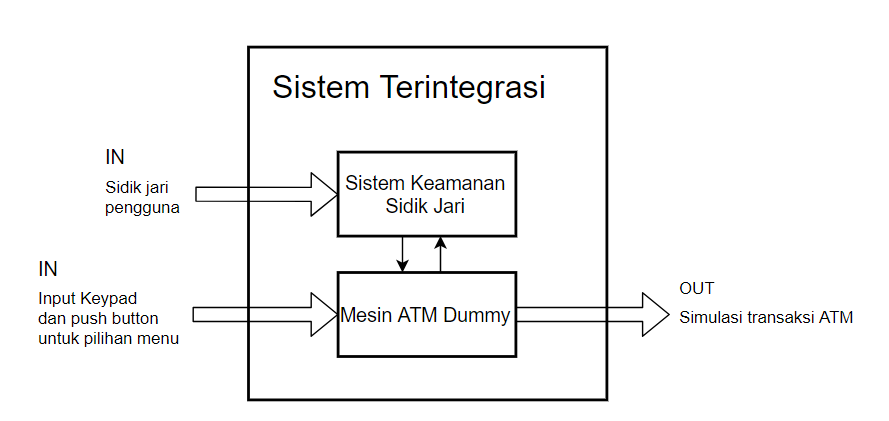 Sistem Terintegrasi
IN
Sidik jari
pengguna
Sistem Keamanan
Sidik Jari
IN
Input Keypad
dan push button
untuk pilihan menu
Mesin ATM Dummy
OUT
Simulasi transaksi ATM